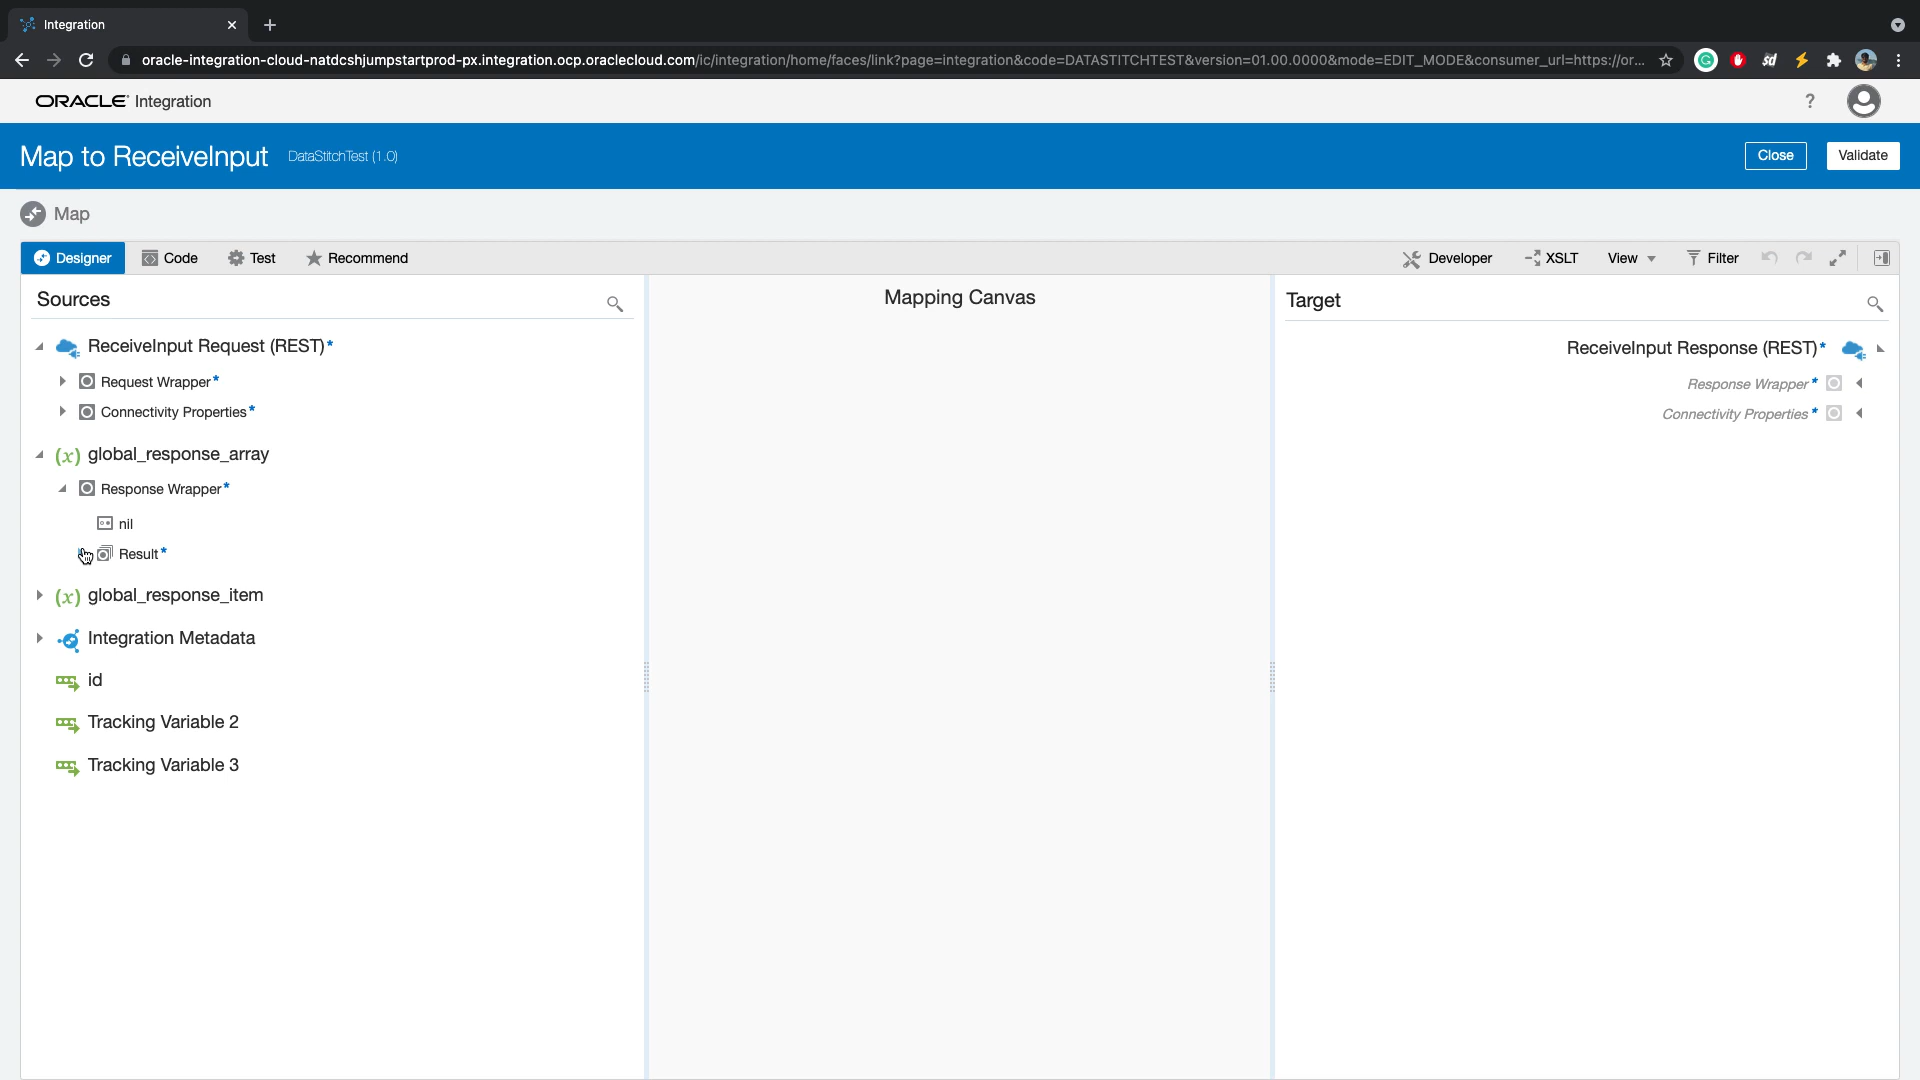 Integration
oracle-integration-cloud-natdcshjumpstartprod-px.integration.ocp.oraclecloud.com/ic/integration/home/faces/link?page=integration&code=DATASTITCHTEST&version=01.00.0000&mode=EDIT_MODE&consumer_url=https://or...
ORACLE Integration
?
Map to ReceiveInput DataStitchTest (1.0)
Close
Validate
Map
Designer
Code
Test
Recommend
Developer
XSLT
View
Filter
Sources
Mapping Canvas
Target
ReceiveInput Request (REST)*
ReceiveInput Response (REST)*
Request Wrapper*
Response Wrapper*
Connectivity Properties*
Connectivity Properties*
(x) global_response_array
Response Wrapper*
nil
Result*
(x) global_response_item
Integration Metadata
id
Tracking Variable 2
Tracking Variable 3